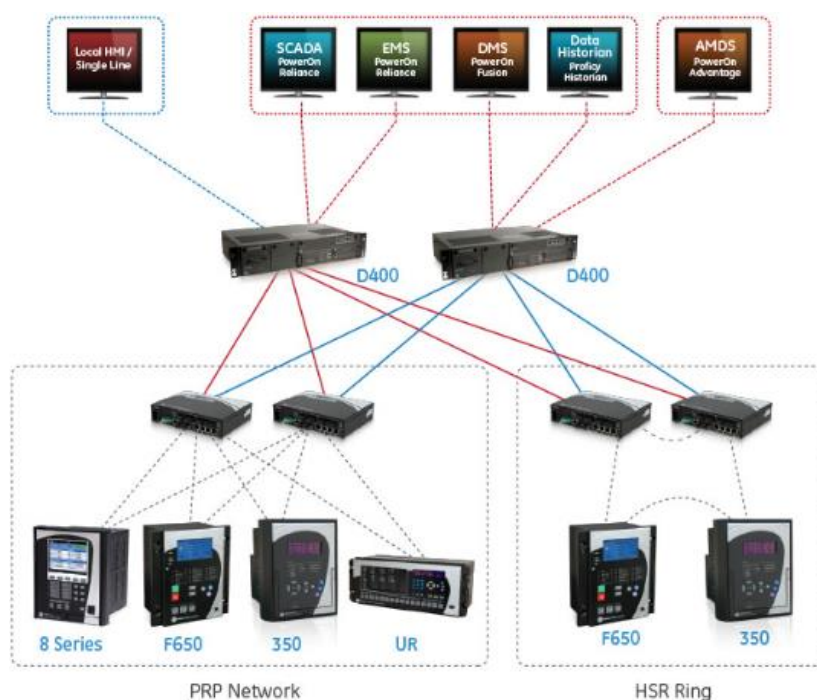 Local HMI /
Single Line
SCADA
PowerOn
Reliance
EMS
PowerOn
Reliance
DMS
PowerOn
Fusion
Data
Historian
Proficy
Historian
AMDS
PowerOn
Advantage
D400
D400
8 Series
F650
350
UR
F650
350
PRP Network
HSR Ring